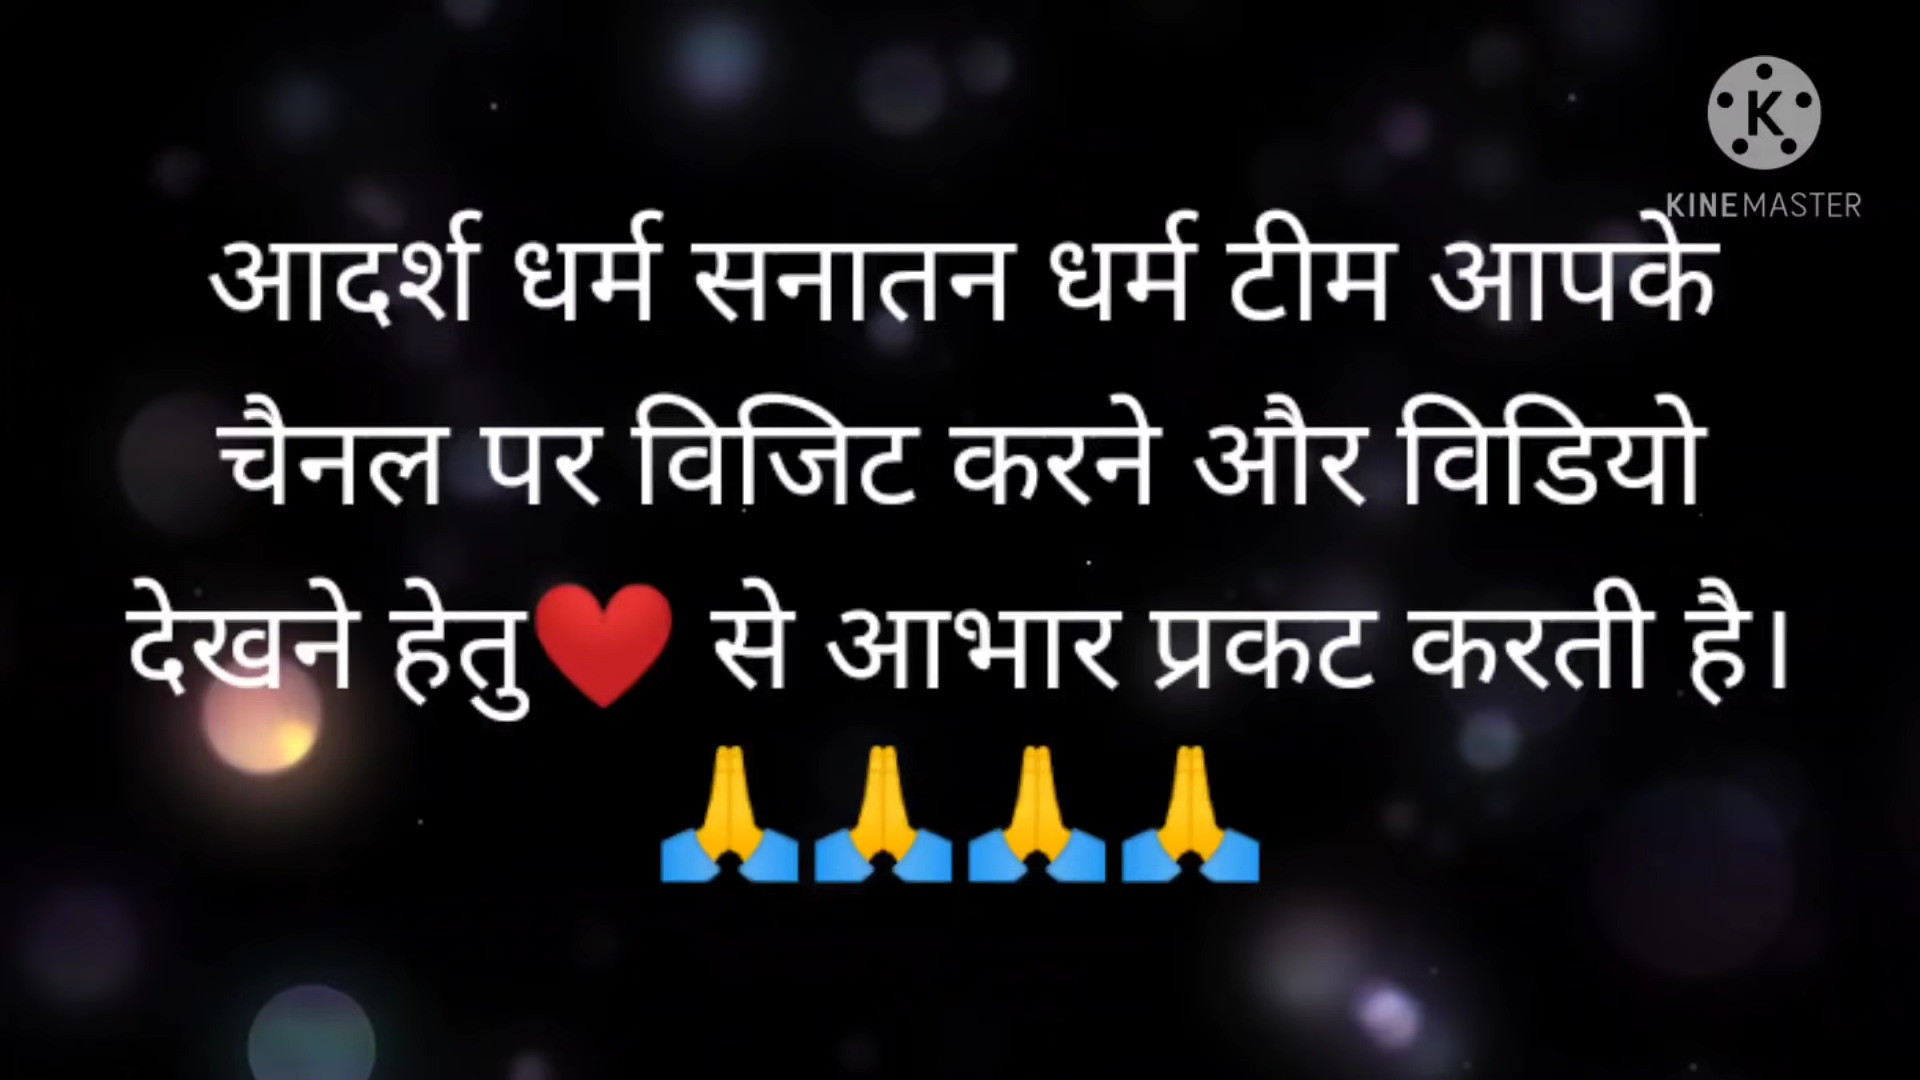 KINEMASTER
आदर्श धर्म सनातन धर्म टीम आपके
चैनल पर विजिट करने और विडियो
देखने हेतु❤️ से आभार प्रकट करती है।
🙏🙏🙏🙏